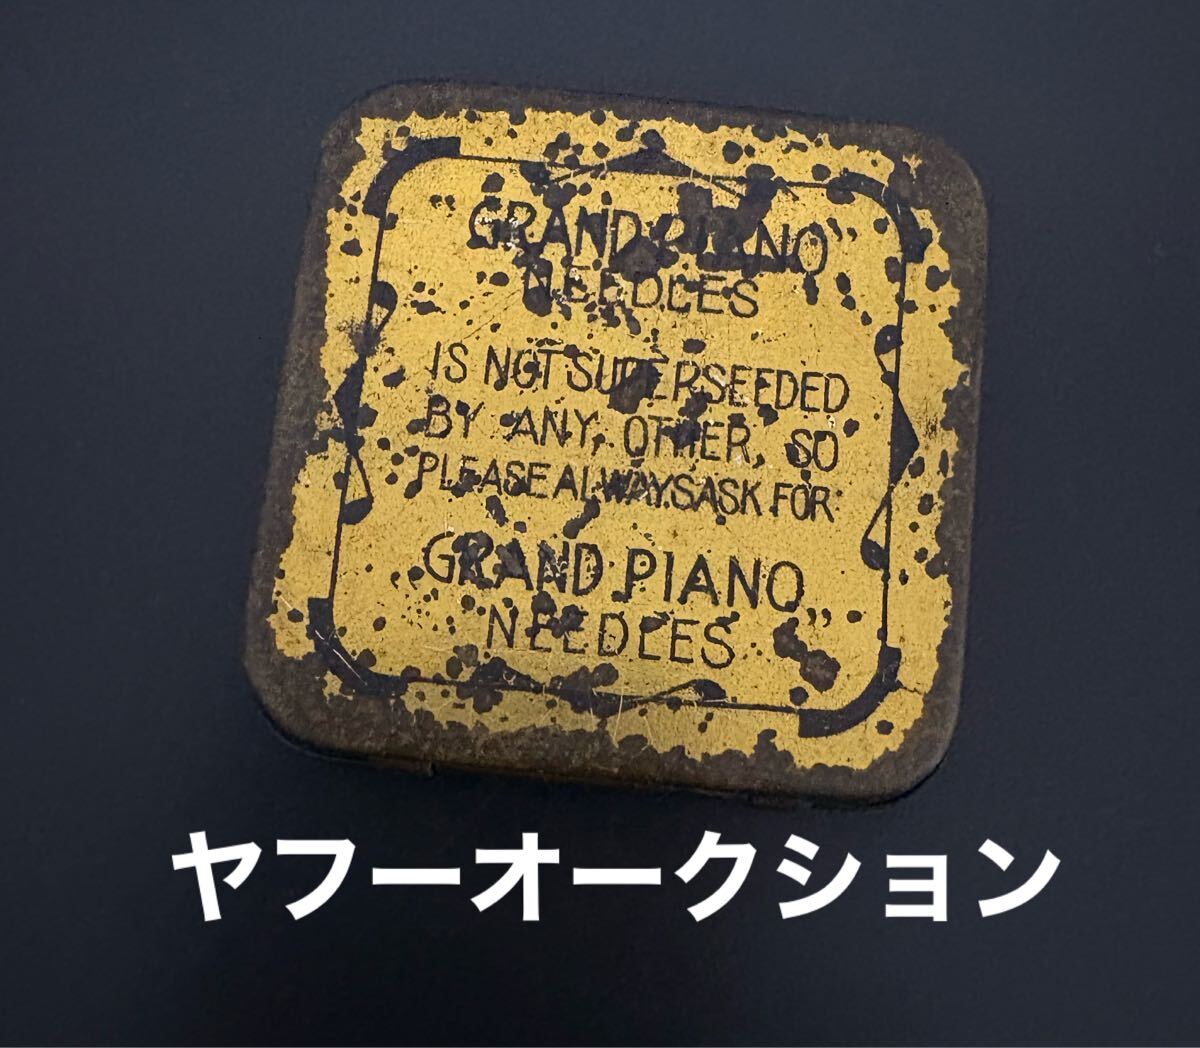 "GRAND PIANO"
NEEDLES
IS NOT SUPERSEEDED
BY ANY, OTHER, SO
PLEASE ALWAYS ASK FOR
"GRAND PIANO"
NEEDLES
ヤフーオークション